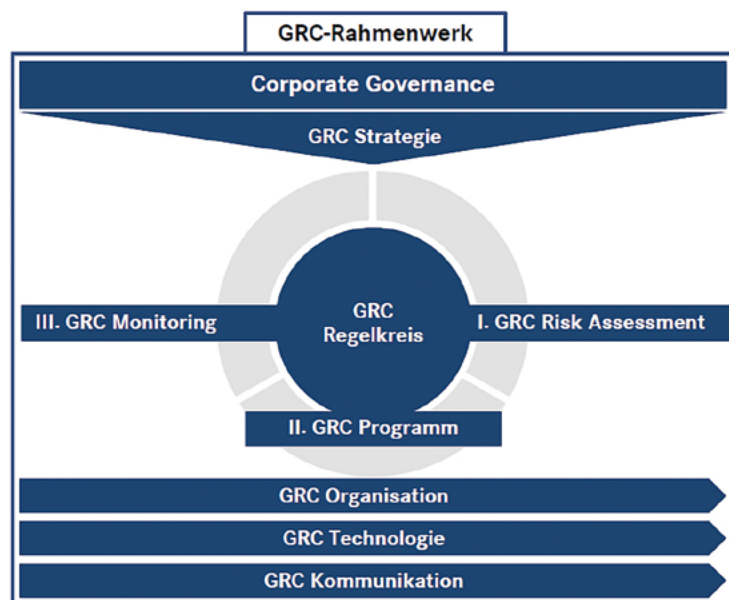 GRC-Rahmenwerk
Corporate Governance
GRC Strategie
III. GRC Monitoring
GRC
Regelkreis
I. GRC Risk Assessment
II. GRC Programm
GRC Organisation
GRC Technologie
GRC Kommunikation